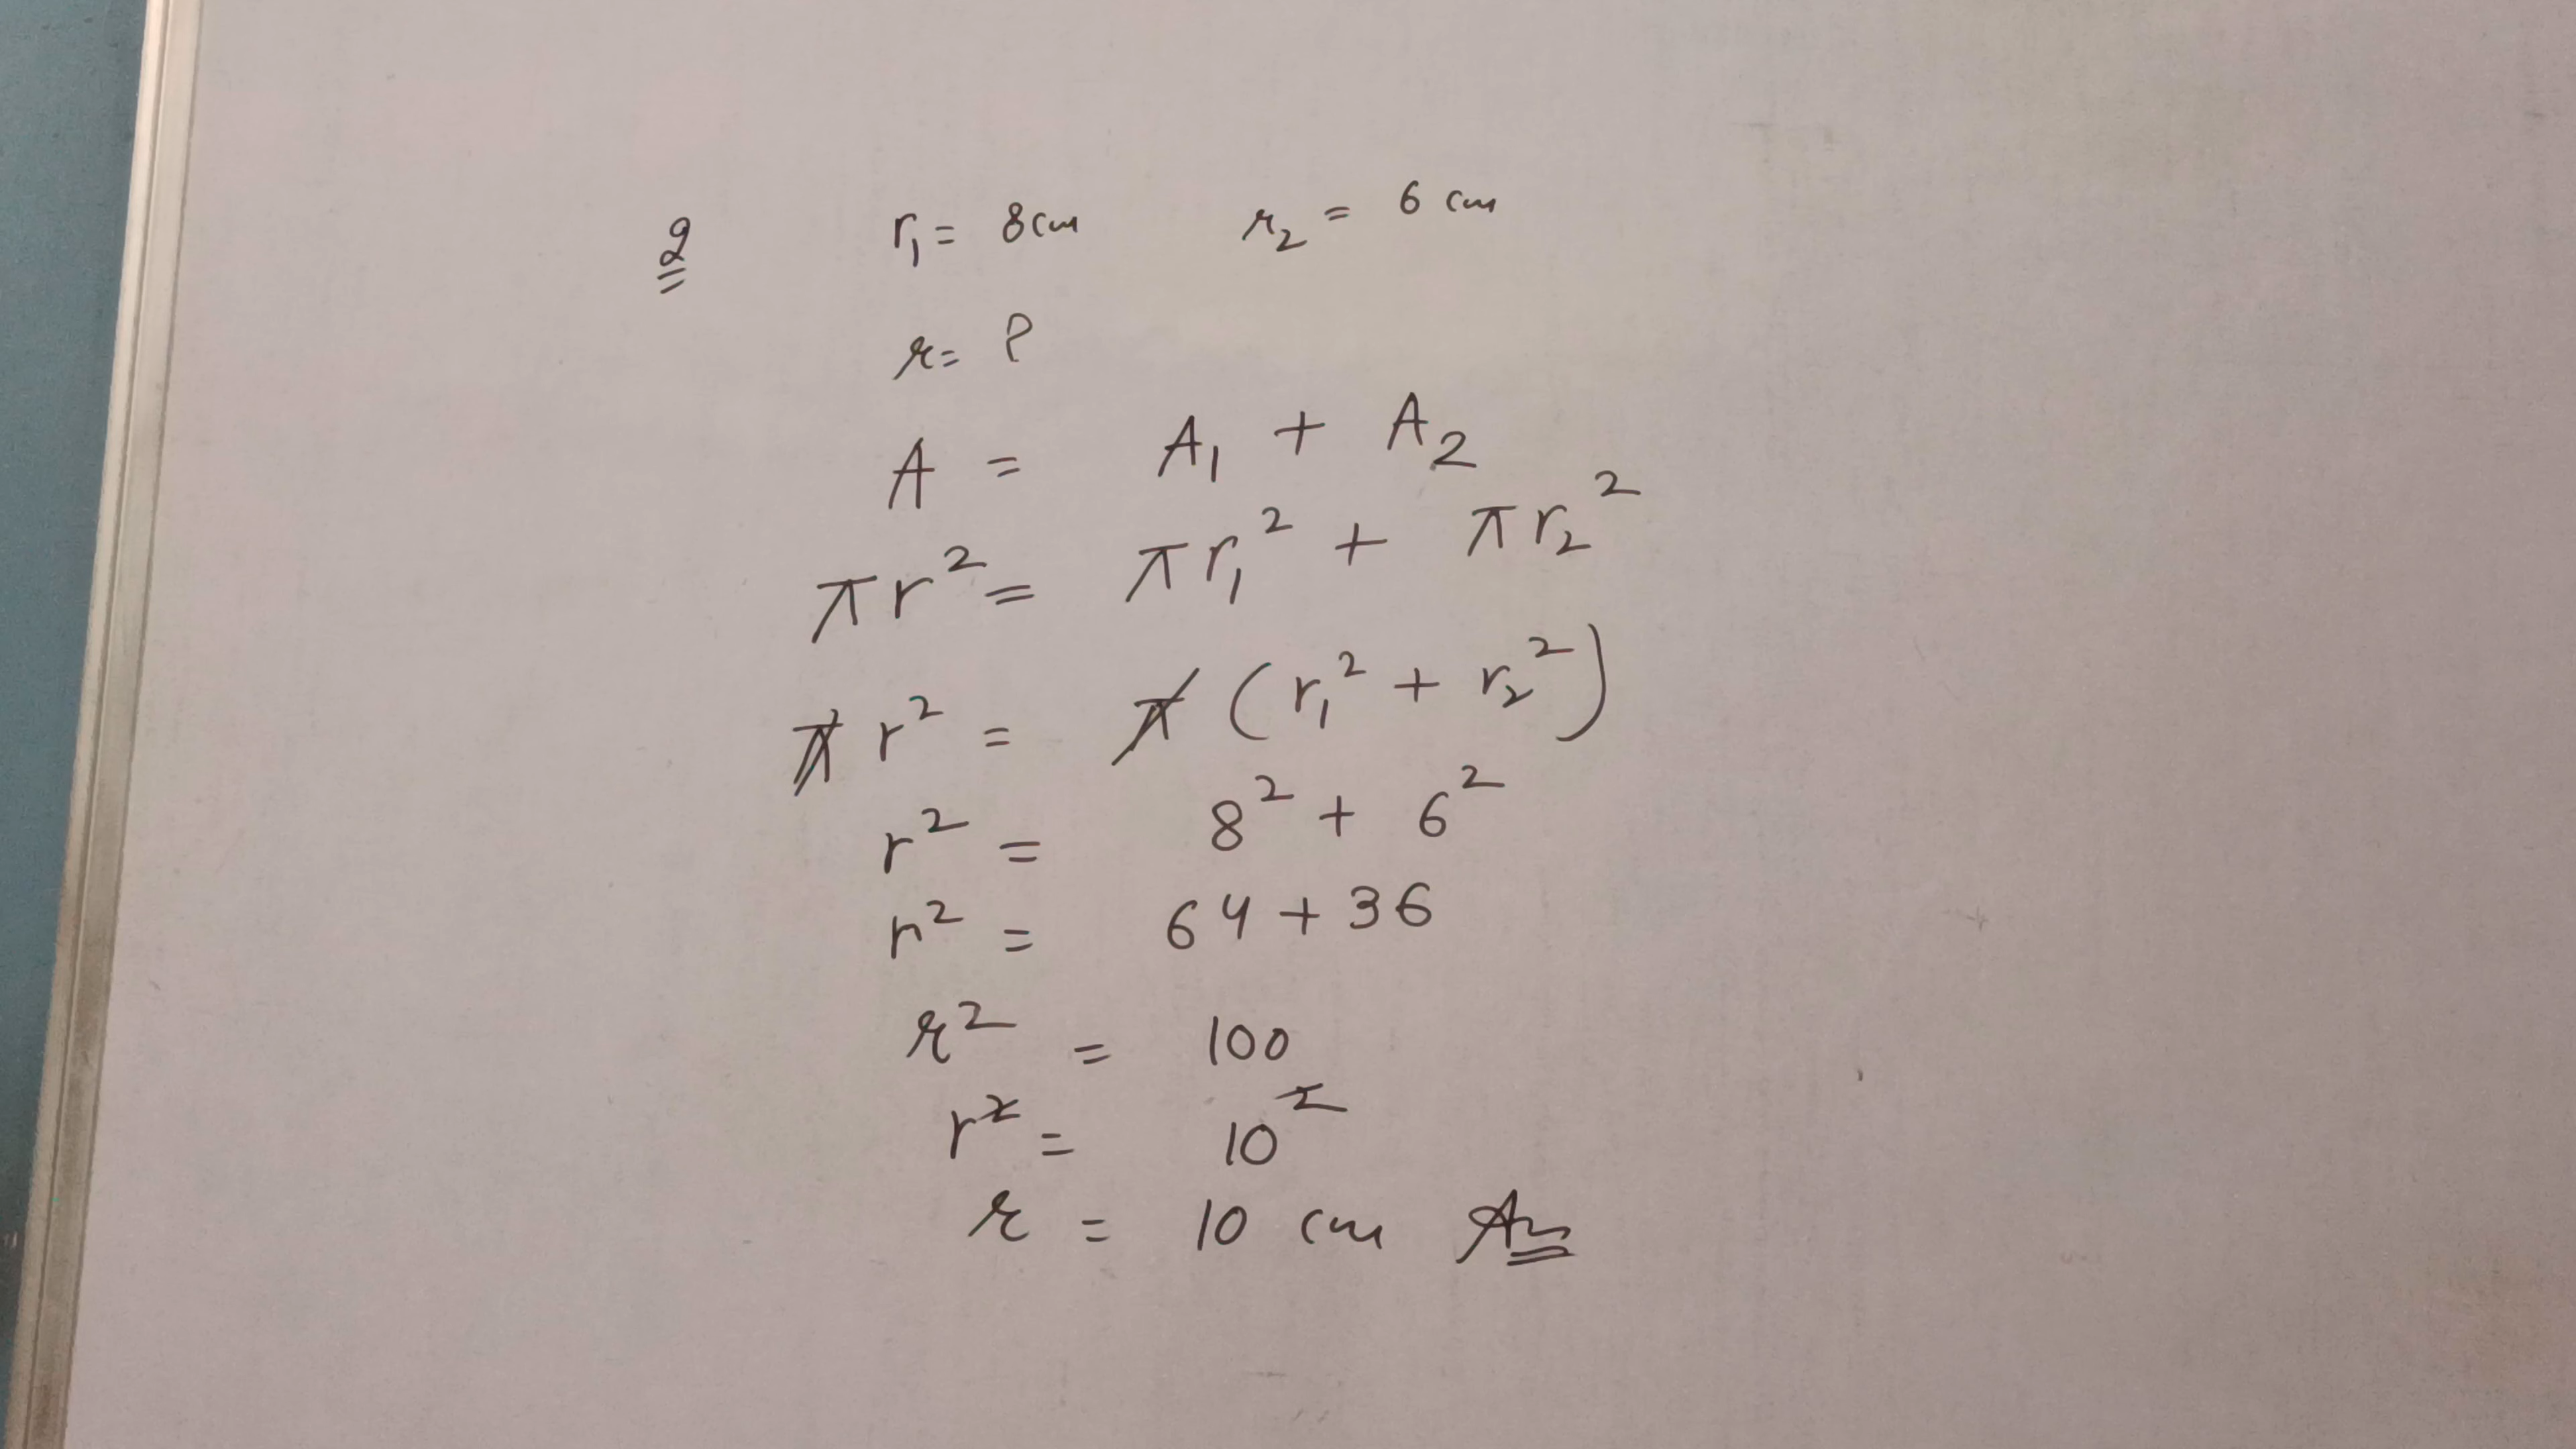 2 r₁ = 8cm r₂ = 6 cm
r = ?
A = A₁ + A₂
πr² = πr₁² + πr₂²
πr² = π(r₁² + r₂²)
r² = 8² + 6²
r² = 64 + 36
r² = 100
r² = 10²
r = 10 cm Ans